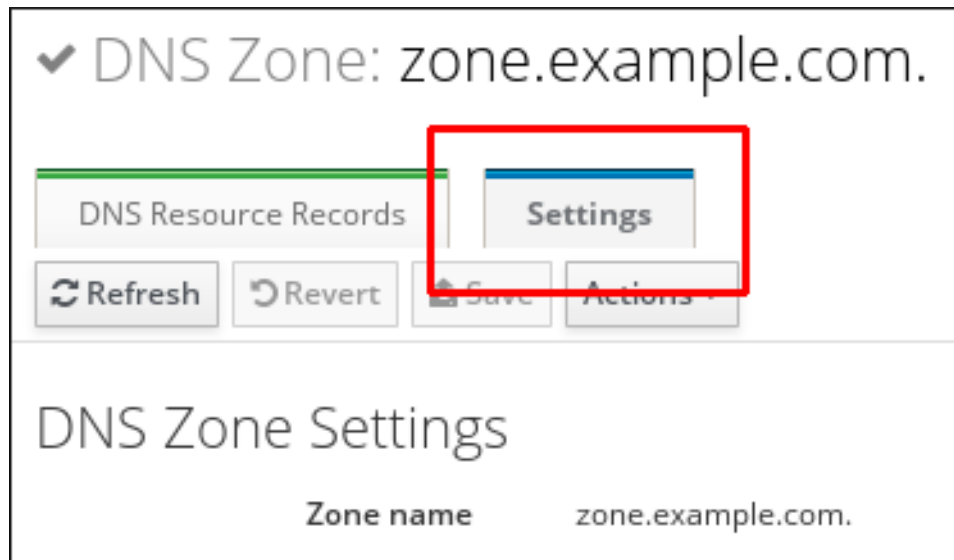 DNS Zone: zone.example.com.
DNS Resource Records Settings
Refresh Revert Save Actions
DNS Zone Settings
Zone name zone.example.com.